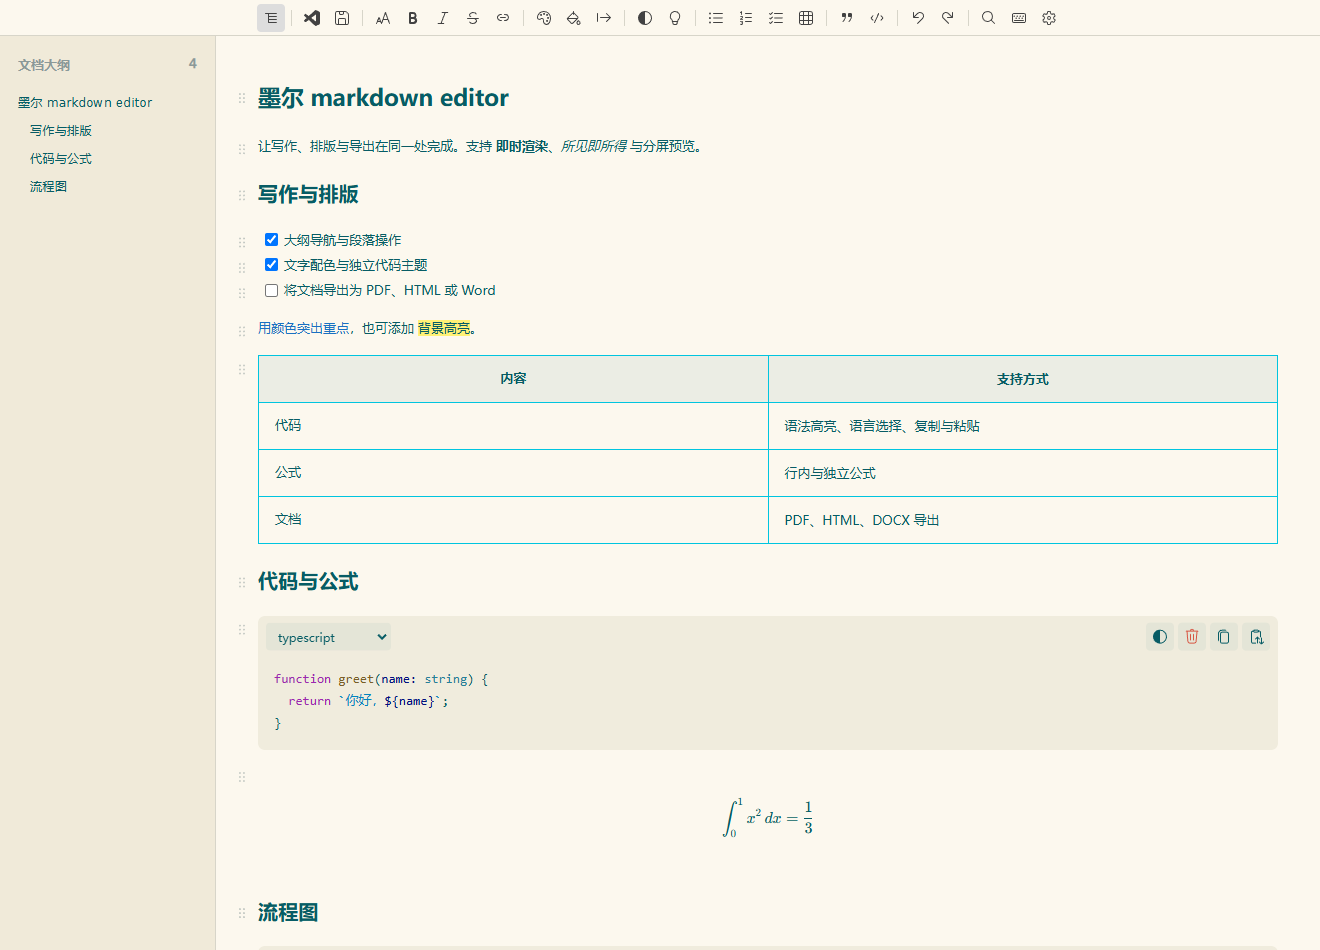 文档大纲 4
墨尔 markdown editor
写作与排版
代码与公式
流程图
墨尔 markdown editor
让写作、排版与导出在同一处完成。支持 即时渲染、所见即所得 与分屏预览。
写作与排版
大纲导航与段落操作
文字配色与独立代码主题
将文档导出为 PDF、HTML 或 Word
用颜色突出重点，也可添加 背景高亮。
内容 支持方式
代码 语法高亮、语言选择、复制与粘贴
公式 行内与独立公式
文档 PDF、HTML、DOCX 导出
代码与公式
typescript
function greet(name: string) {
  return `你好，${name}`;
}
∫₀¹ x² dx = 1/3
流程图